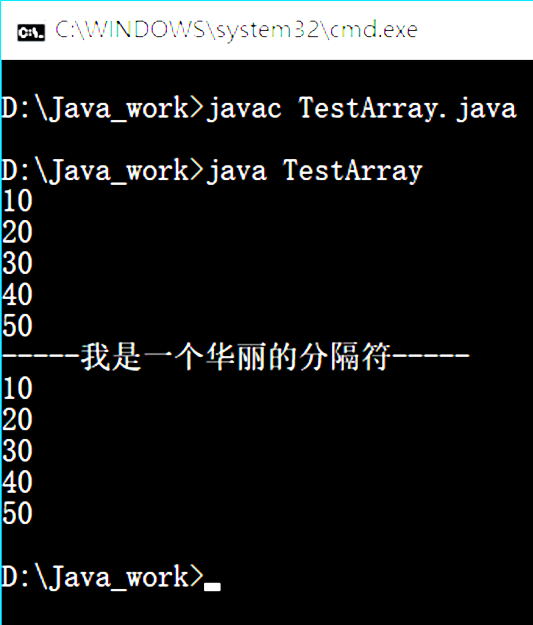 C:\WINDOWS\system32\cmd.exe
D:\Java_work>javac TestArray.java
D:\Java_work>java TestArray
10
20
30
40
50
-----我是一个华丽的分隔符-----
10
20
30
40
50
D:\Java_work>